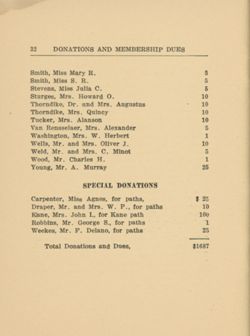 32 DONATIONS AND MEMBERSHIP DUES
Smith, Miss Mary R. 5
Smith, Miss S. R. 5
Stevens, Miss Julia C. 5
Sturges, Mrs. Howard O. 10
Thorndike, Dr. and Mrs. Augustus 10
Thorndike, Mrs. Quincy 10
Tucker, Mrs. Alanson 10
Van Rensselaer, Mrs. Alexander 5
Washington, Mrs. W. Herbert 1
Wells, Mr. and Mrs. Oliver J. 10
Weld, Mr. and Mrs. C. Minot 5
Wood, Mr. Charles H. 1
Young, Mr. A. Murray 25
SPECIAL DONATIONS
Carpenter, Miss Agnes, for paths, $ 25
Draper, Mr. and Mrs. W. P., for paths 10
Kane, Mrs. John I., for Kane path 100
Robbins, Mr. George S., for paths 1
Weekes, Mr. F. Delano, for paths 25
Total Donations and Dues, $1687